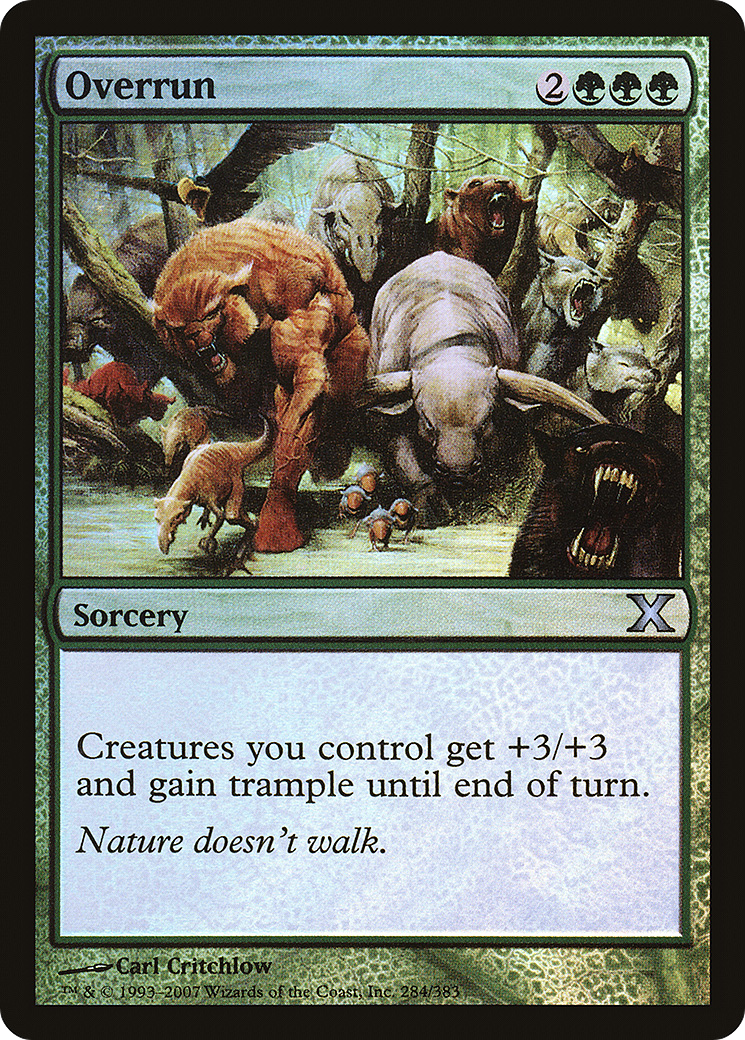 Overrun 2
Sorcery X
Creatures you control get +3/+3
and gain trample until end of turn.
Nature doesn't walk.
Carl Critchlow
™ & © 1993–2007 Wizards of the Coast, Inc. 284/383